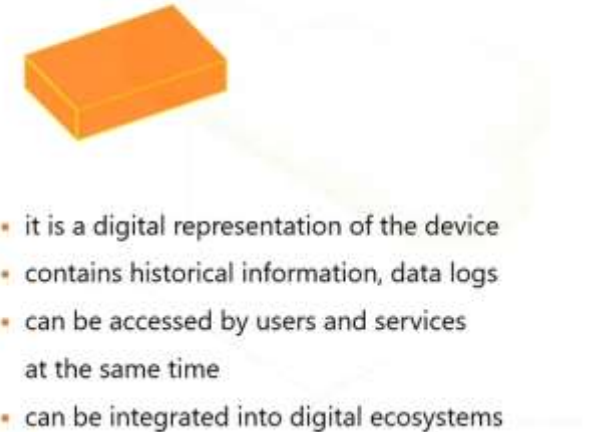 ▪ it is a digital representation of the device
▪ contains historical information, data logs
▪ can be accessed by users and services
at the same time
▪ can be integrated into digital ecosystems